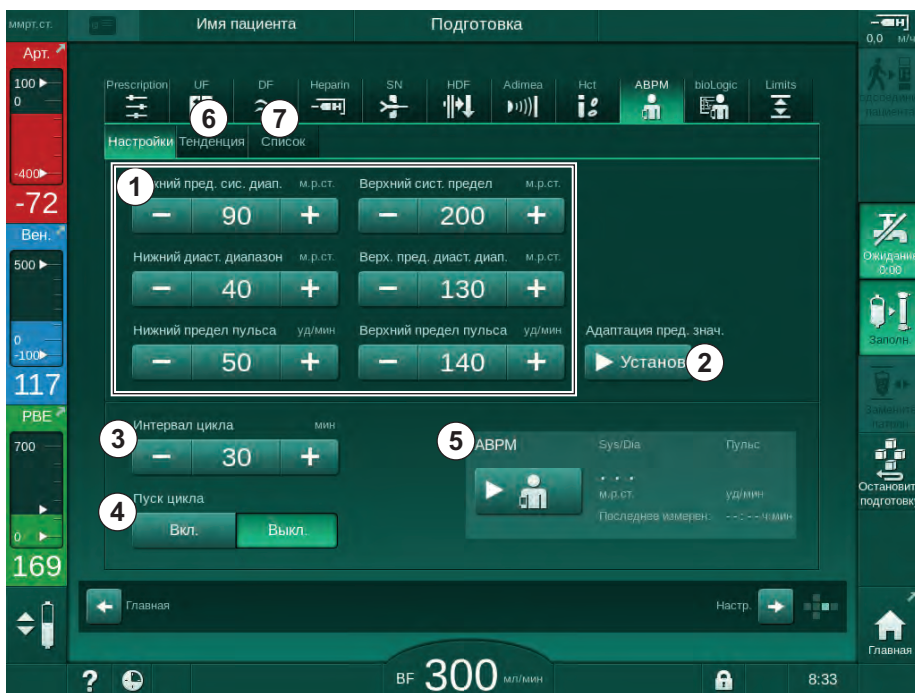 ммрт.ст.
Имя пациента
Подготовка
0,0 м/ч
Арт.
100
0
-400
-72
Вен.
500
0
-100
117
PBE
700
0
169
Prescription
UF
DF
Heparin
SN
HDF
Adimea
Hct
ABPM
bioLogic
Limits
6
7
Настройки Тенденция Список
1
пред. сис. диап. м.р.ст.
Верхний сист. предел м.р.ст.
− 90 +
− 200 +
Нижний диаст. диапазон м.р.ст.
Верх. пред. диаст. диап. м.р.ст.
− 40 +
− 130 +
Нижний предел пульса уд/мин
Верхний предел пульса уд/мин
Адаптация пред. знач.
− 50 +
− 140 +
Установ
2
3
Интервал цикла мин
− 30 +
4
Пуск цикла
Вкл.
Выкл.
5
ABPM
Sys/Dia
Пульс
м.р.ст.
уд/мин
Последнее измерен. --:-- ч:мин
Главная
Настр.
Ожидани
0:00
Заполн.
Заменить
Остановит
подготовк
Главная
?
BF 300 мл/мин
8:33